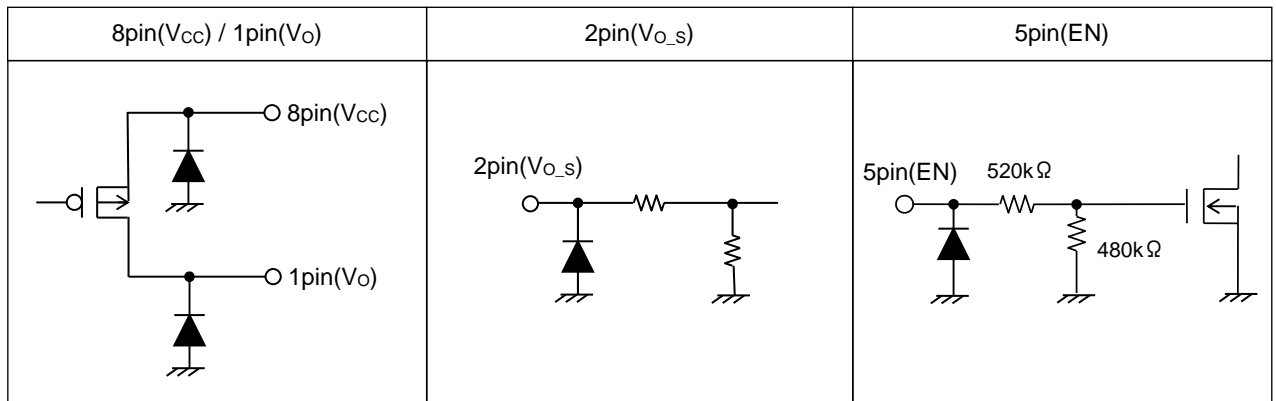 8pin(VCC) / 1pin(VO)
2pin(VO_S)
5pin(EN)
8pin(VCC)
1pin(VO)
2pin(VO_S)
5pin(EN)
520kΩ
480kΩ